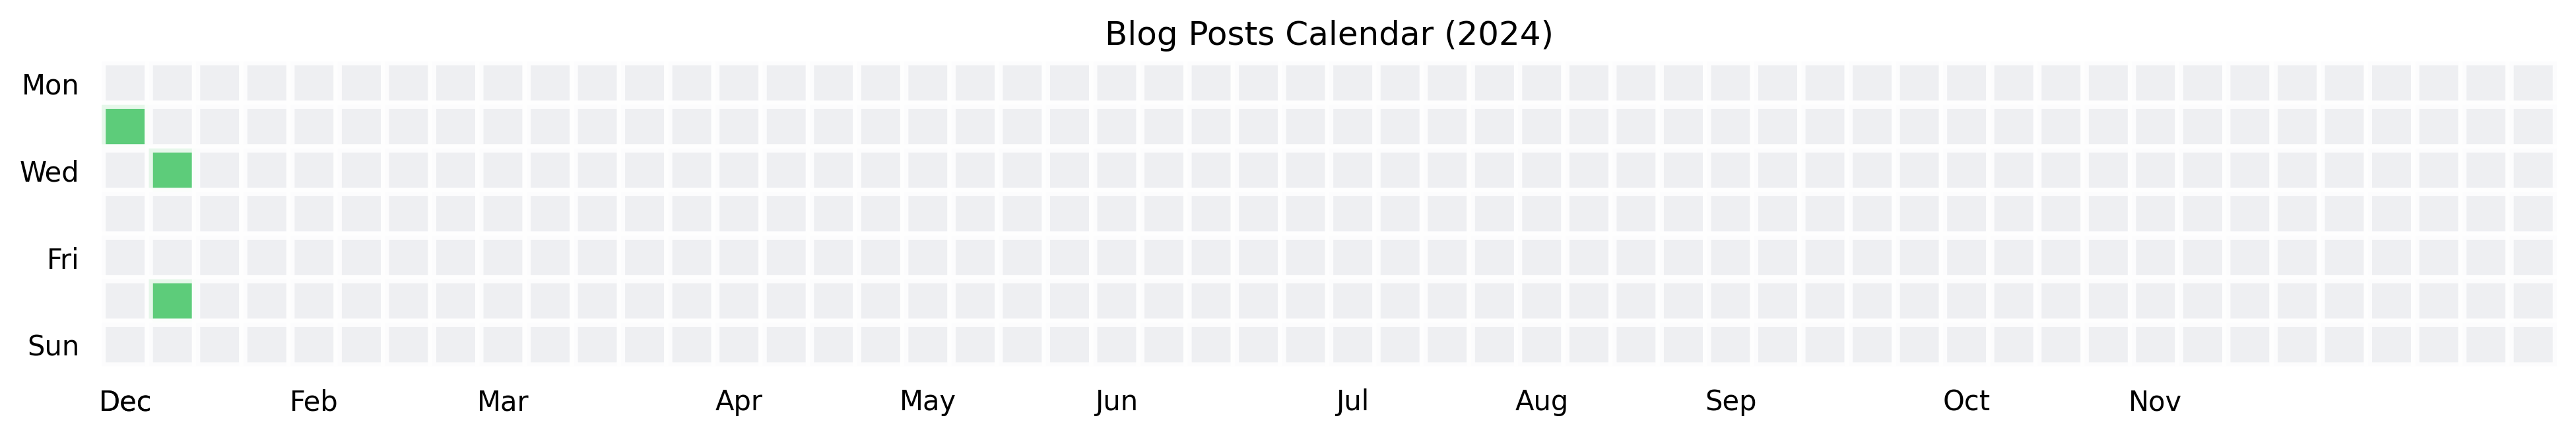 Blog Posts Calendar (2024)
Mon
Wed
Fri
Sun
Dec Feb Mar Apr May Jun Jul Aug Sep Oct Nov